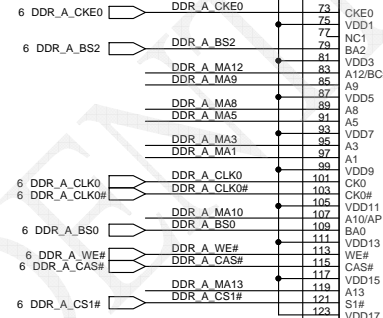 6 DDR_A_CKE0 DDR_A_CKE0 73 CKE0
75 VDD1
77 NC1
6 DDR_A_BS2 DDR_A_BS2 79 BA2
81 VDD3
DDR_A_MA12 83 A12/BC
DDR_A_MA9 85 A9
87 VDD5
DDR_A_MA8 89 A8
DDR_A_MA5 91 A5
93 VDD7
DDR_A_MA3 95 A3
DDR_A_MA1 97 A1
99 VDD9
6 DDR_A_CLK0 DDR_A_CLK0 101 CK0
6 DDR_A_CLK0# DDR_A_CLK0# 103 CK0#
105 VDD11
DDR_A_MA10 107 A10/AP
6 DDR_A_BS0 DDR_A_BS0 109 BA0
111 VDD13
6 DDR_A_WE# DDR_A_WE# 113 WE#
6 DDR_A_CAS# DDR_A_CAS# 115 CAS#
117 VDD15
DDR_A_MA13 119 A13
6 DDR_A_CS1# DDR_A_CS1# 121 S1#
123 VDD17